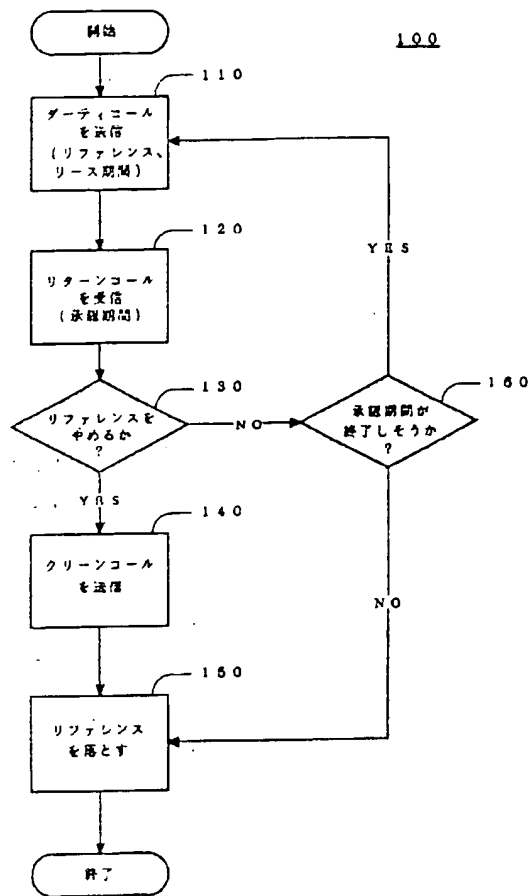 開始
100
110
ダーティコール
を送信
(リファレンス、
リース期間)
120
リターンコール
を受信
(承認期間)
130
リファレンスを
やめるか
?
NO
160
承認期間が
終了しそうか
?
YES
YES
140
クリーンコール
を送信
NO
150
リファレンス
を落とす
終了